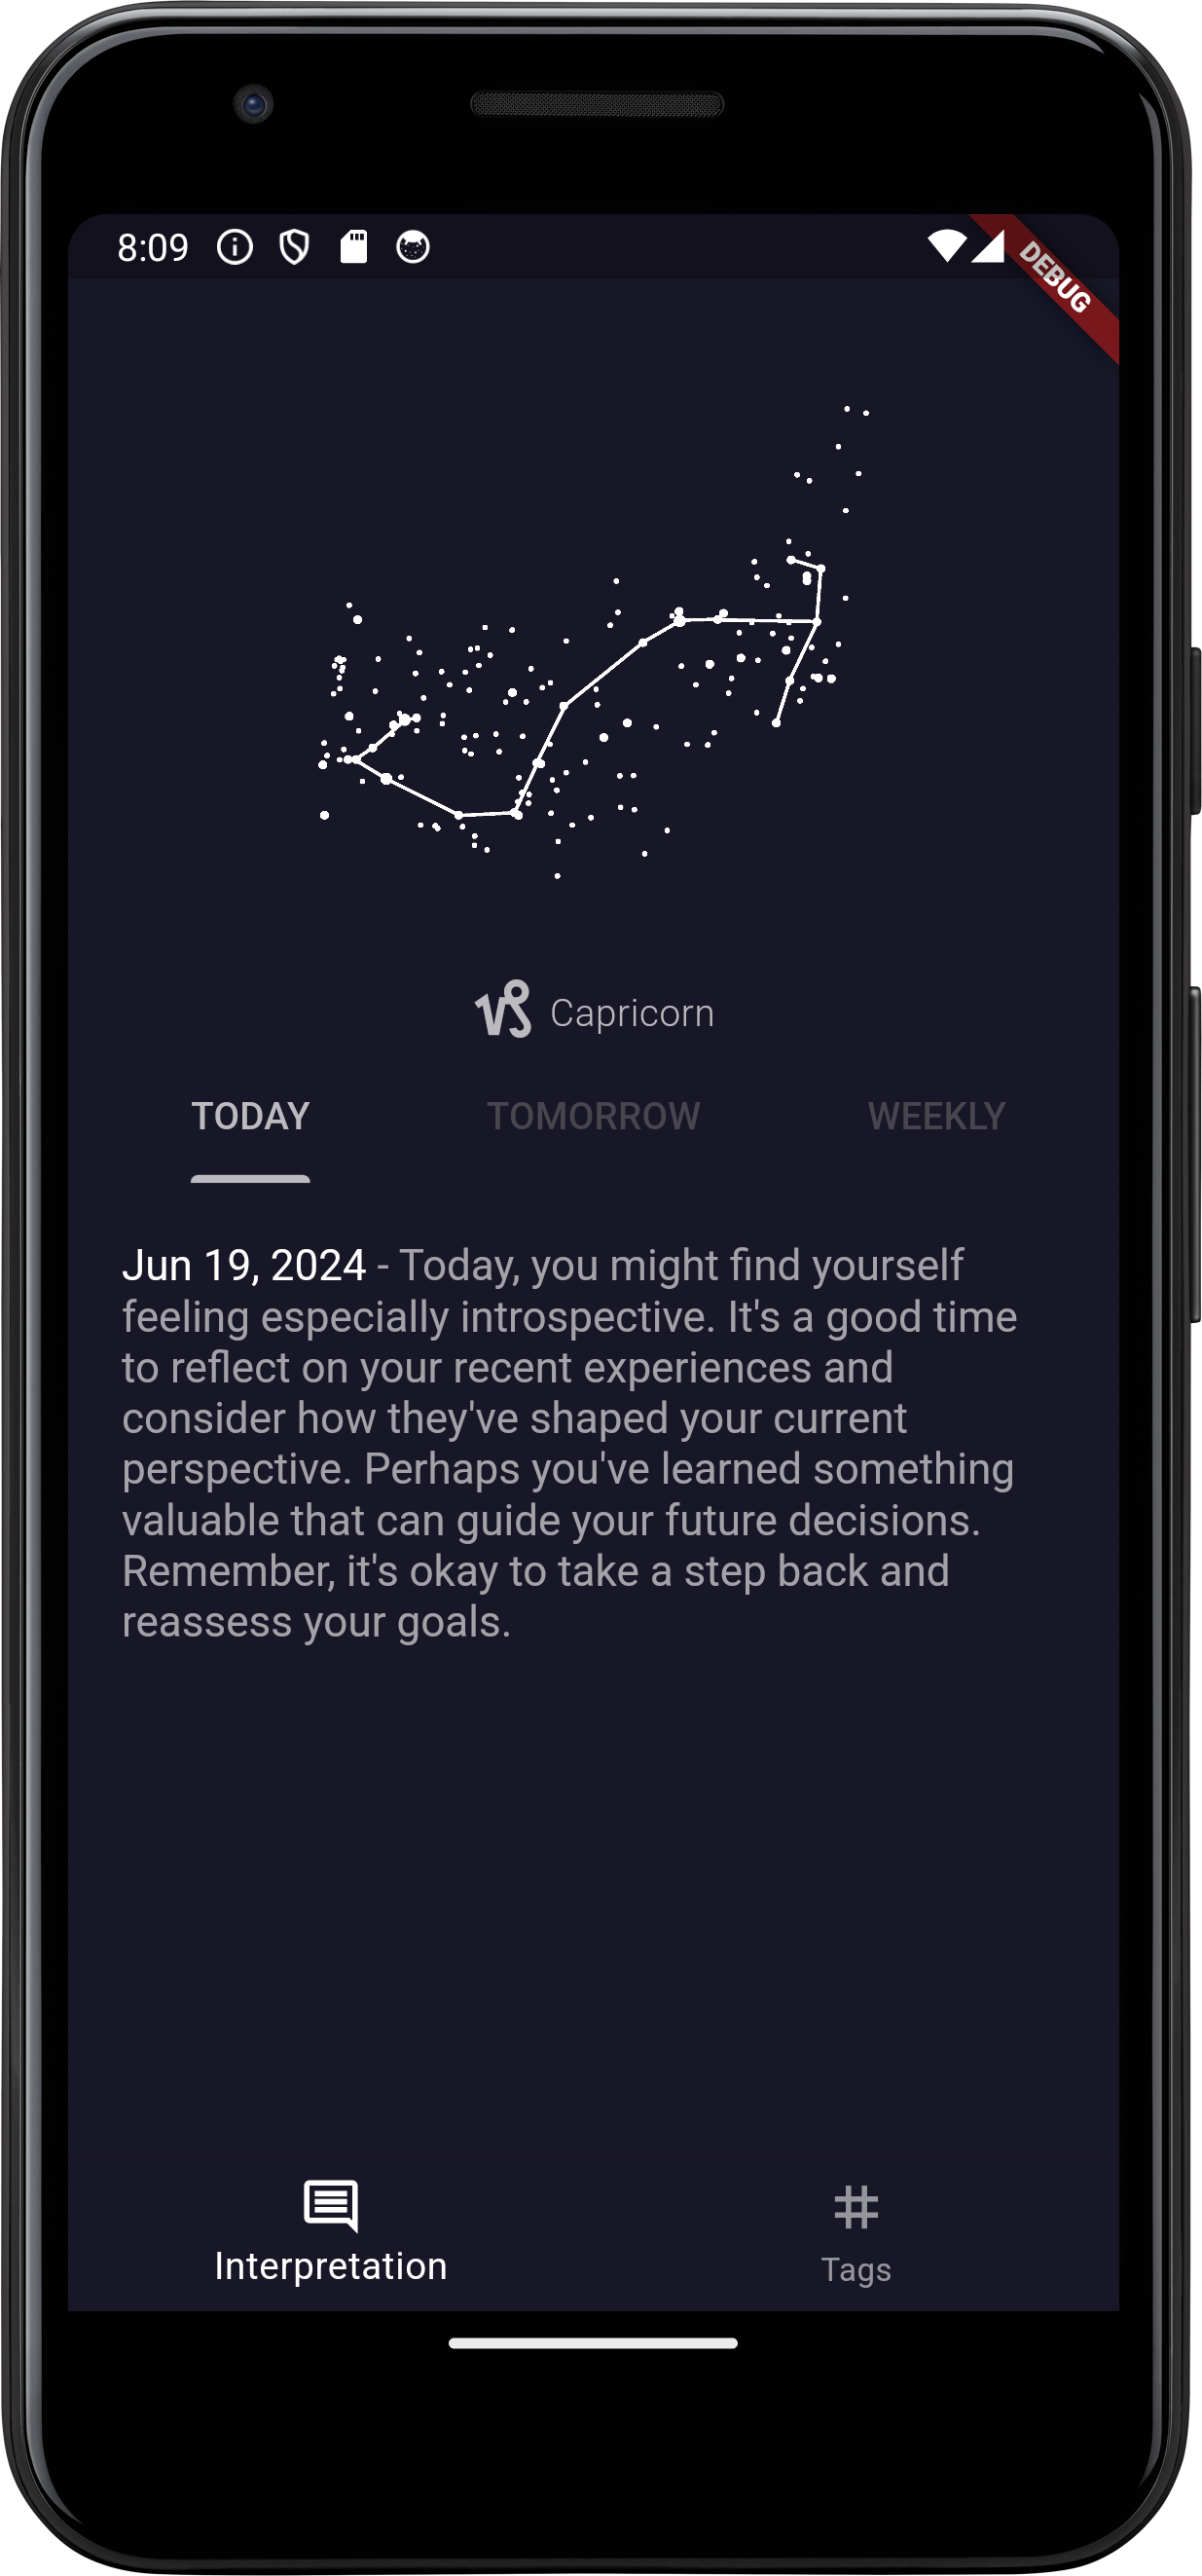 8:09
DEBUG
Capricorn
TODAY TOMORROW WEEKLY
Jun 19, 2024 - Today, you might find yourself
feeling especially introspective. It's a good time
to reflect on your recent experiences and
consider how they've shaped your current
perspective. Perhaps you've learned something
valuable that can guide your future decisions.
Remember, it's okay to take a step back and
reassess your goals.
Interpretation Tags